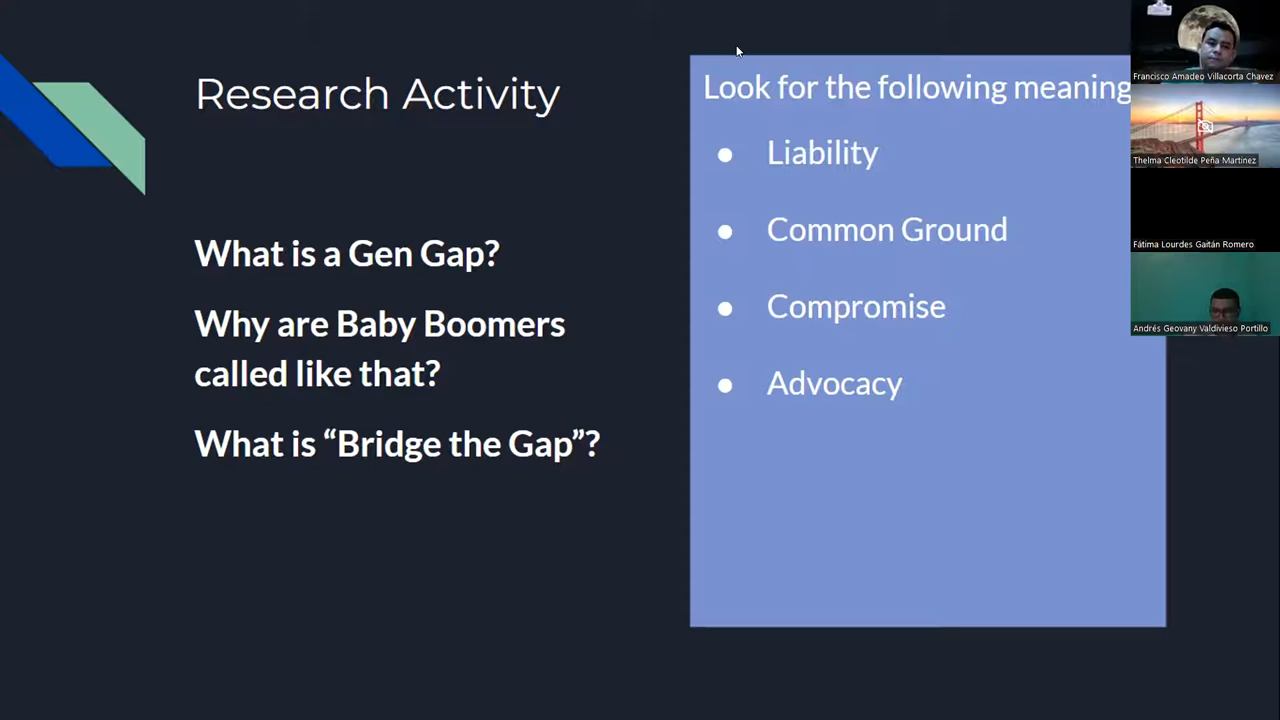 Research Activity
What is a Gen Gap?
Why are Baby Boomers
called like that?
What is “Bridge the Gap”?
Look for the following meaning
● Liability
● Common Ground
● Compromise
● Advocacy
Francisco Amadeo Villacorta Chavez
Thelma Cleotilde Peña Martinez
Fátima Lourdes Gaitán Romero
Andrés Geovany Valdivieso Portillo